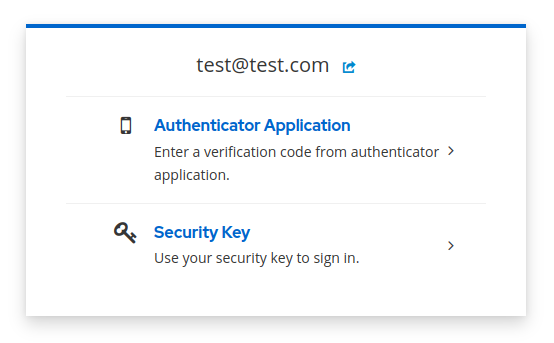 test@test.com
Authenticator Application
Enter a verification code from authenticator
application.
Security Key
Use your security key to sign in.